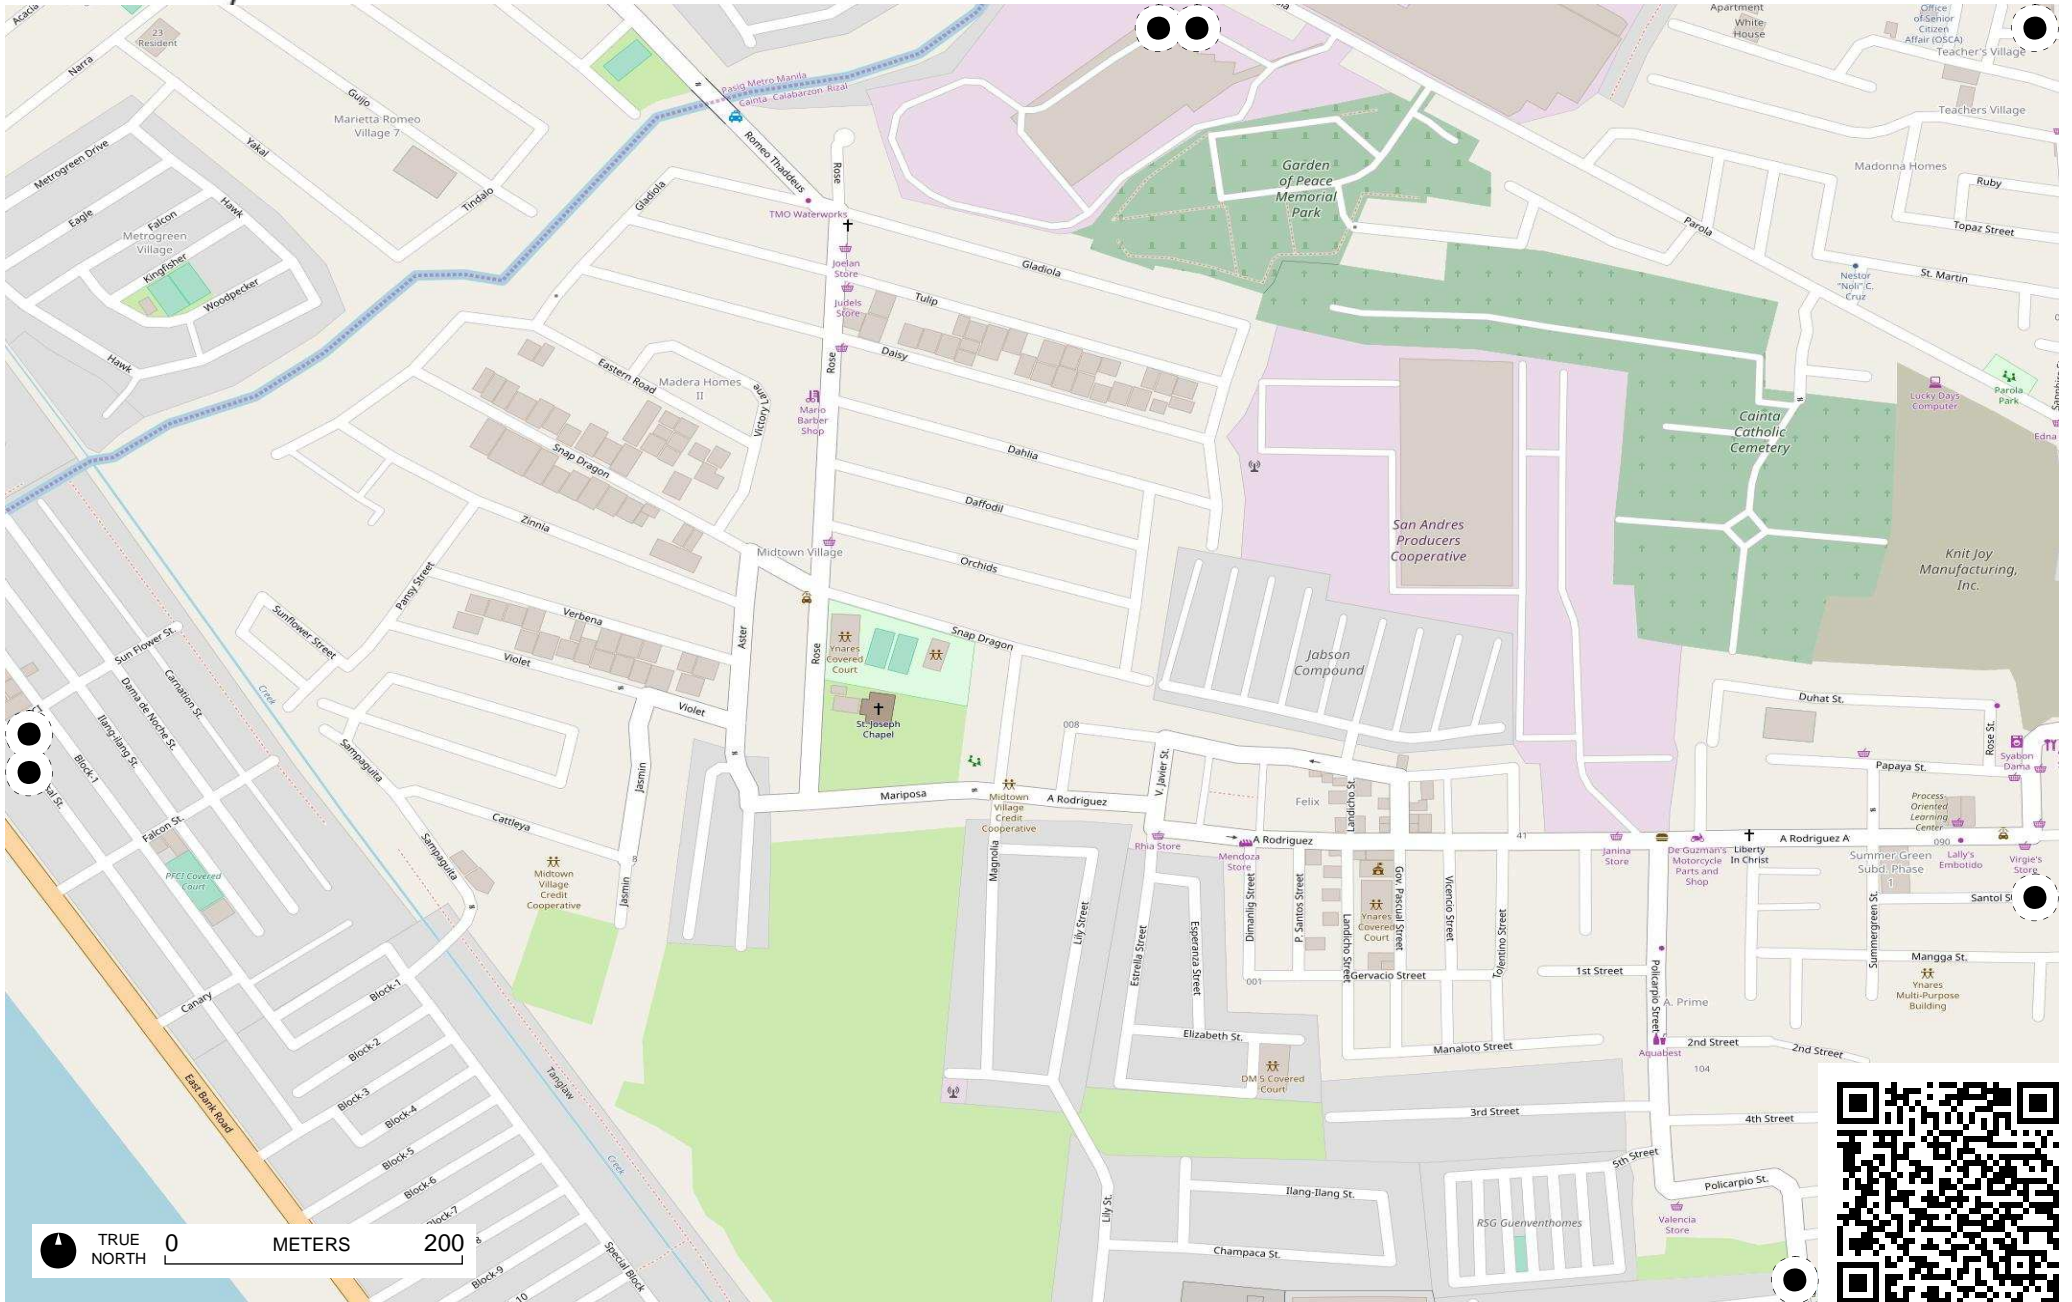 Acacia
23
Resident
Narra
Guijo
Marietta Romeo
Village 7
Yakal
Tindalo
Metrogreen Drive
Eagle
Falcon
Hawk
Metrogreen
Village
Kingfisher
Woodpecker
Hawk
Pasig Metro Manila
Cainta Calabarzon Rizal
Romeo Thaddeus
Rose
Gladiola
TMO Waterworks
Joelan
Store
Judels
Store
Gladiola
Tulip
Daisy
Rose
Eastern Road
Madera Homes
II
Victory Lane
Mario
Barber
Shop
Snap Dragon
Dahlia
Daffodil
Orchids
Zinnia
Midtown Village
Pansy Street
Verbena
Violet
Violet
Aster
Rose
Ynares
Covered
Court
Snap Dragon
St. Joseph
Chapel
Sunflower Street
Sun Flower St.
Carnation St.
Dama de Noche St.
Ilang-ilang St.
Block-1
Creek
Sampaguita
Cattleya
Sampaguita
Jasmin
8
Jasmin
Falcon St.
PFCI Covered
Court
Midtown
Village
Credit
Cooperative
Mariposa
Midtown
Village
Credit
Cooperative
Magnolia
Lily Street
008
A Rodriguez
V. Javier St.
Rhia Store
Mendoza
Store
A Rodriguez
Felix
Landicho St.
41
Garden
of Peace
Memorial
Park
Apartment
White
House
Office
of Senior
Citizen
Affair (OSCA)
Teacher's Village
Teachers Village
Madonna Homes
Ruby
Topaz Street
Parola
St. Martin
Nestor
"Noli" C.
Cruz
Lucky Days
Computer
Parola
Park
Edna
Cainta
Catholic
Cemetery
San Andres
Producers
Cooperative
Knit Joy
Manufacturing,
Inc.
Jabson
Compound
Duhat St.
Rose St.
Syabon
Dama
Papaya St.
Process
Oriented
Learning
Center
Janina
Store
De Guzman's
Motorcycle
Parts and
Shop
Liberty
In Christ
A Rodriguez A
090
Lally's
Embotido
Virgie's
Store
Summer Green
Subd. Phase
1
Santol S
Summergreen St.
Mangga St.
Ynares
Multi-Purpose
Building
Dimanlig Street
P. Santos Street
Landicho Street
Ynares
Covered
Court
Gov. Pascual Street
Vicencio Street
Tolentino Street
Gervacio Street
001
Estrella Street
Esperanza Street
Elizabeth St.
DM 5 Covered
Court
Manaloto Street
1st Street
Policarpio Street
A. Prime
2nd Street
2nd Street
Aquabest
104
3rd Street
4th Street
5th Street
Policarpio St.
Valencia
Store
RSG Guenventhomes
Ilang-Ilang St.
Champaca St.
Lily St.
Canary
Block-1
Block-2
Block-3
Block-4
Block-5
Block-6
Block-9
10
Special Block
Tanglaw
Creek
East Bank Road
TRUE
NORTH
0 METERS 200